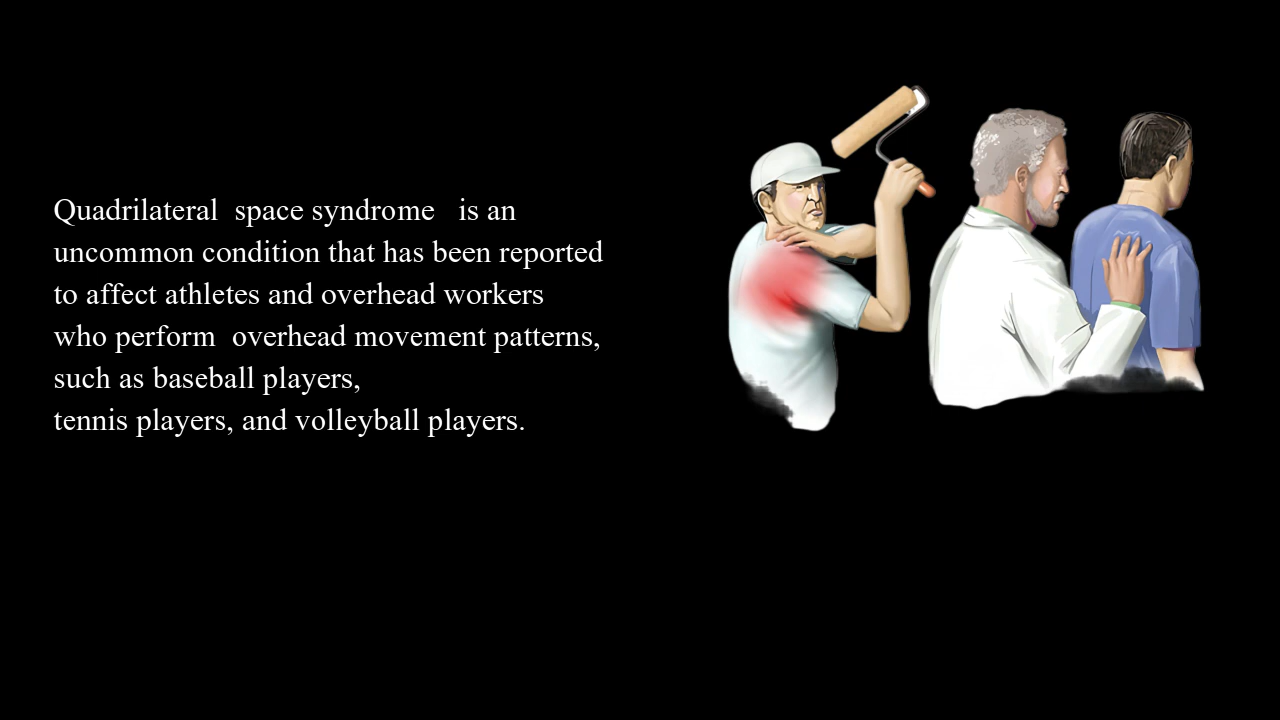 Quadrilateral  space syndrome   is an
uncommon condition that has been reported
to affect athletes and overhead workers
who perform  overhead movement patterns,
such as baseball players,
tennis players, and volleyball players.